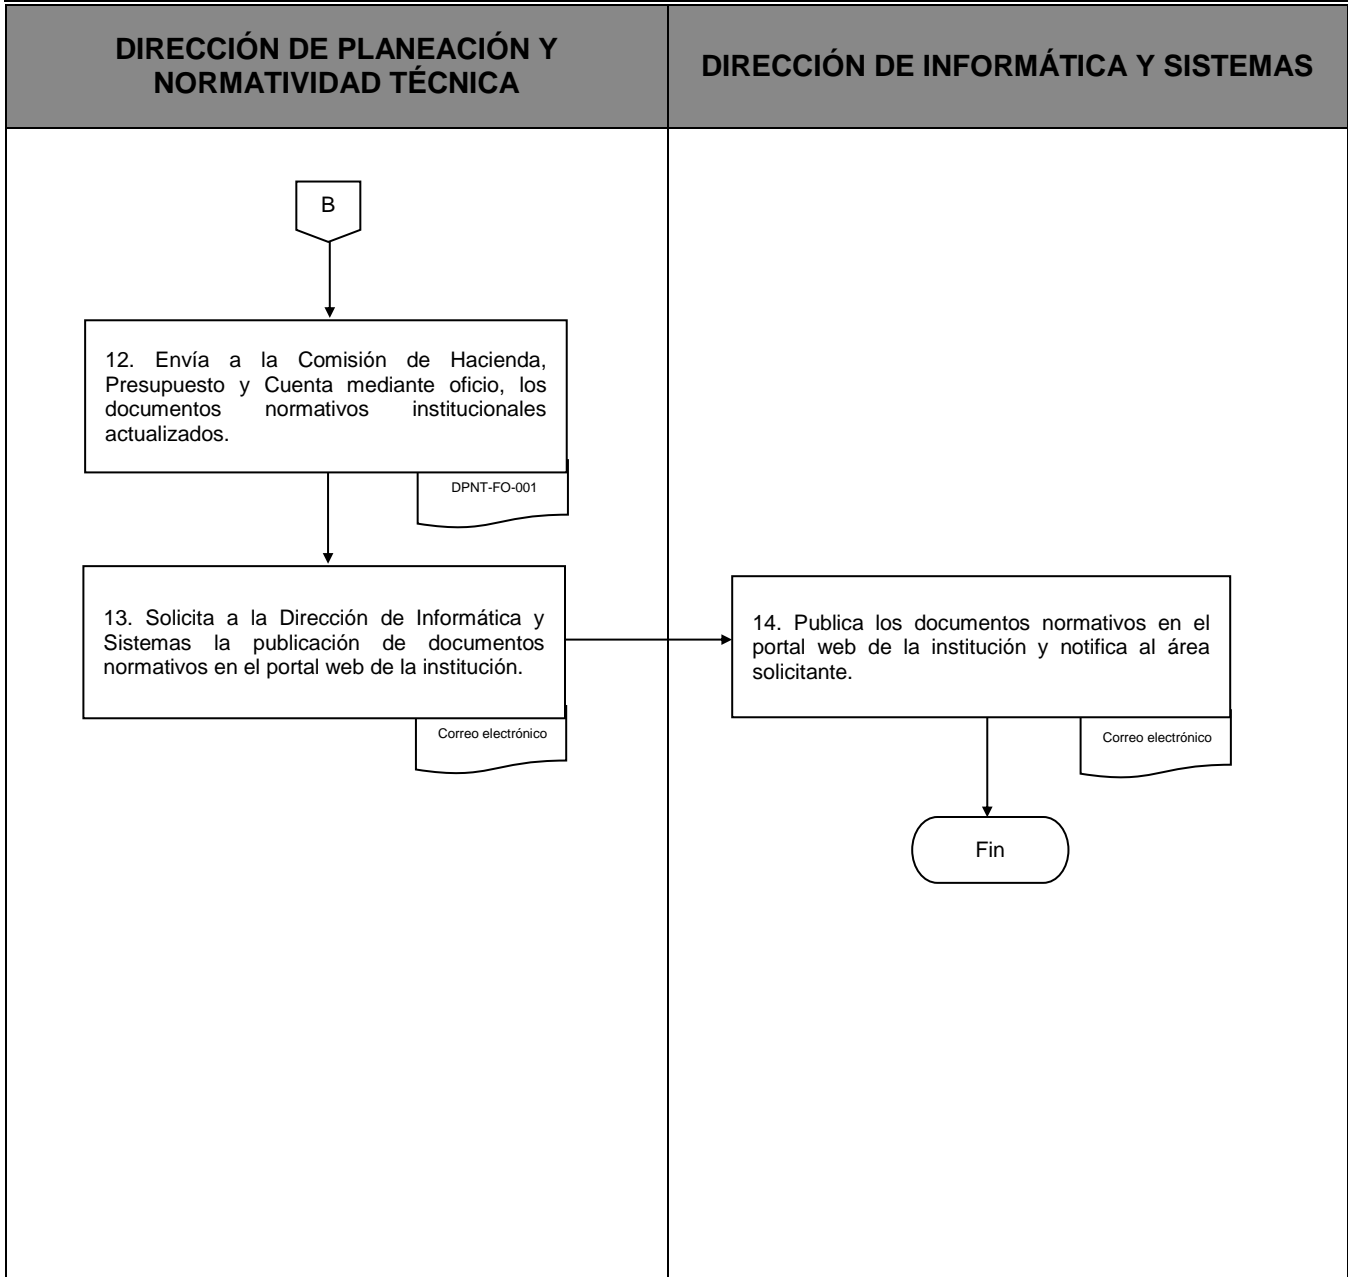 DIRECCIÓN DE PLANEACIÓN Y
NORMATIVIDAD TÉCNICA
DIRECCIÓN DE INFORMÁTICA Y SISTEMAS
B
12. Envía a la Comisión de Hacienda,
Presupuesto y Cuenta mediante oficio, los
documentos normativos institucionales
actualizados.
DPNT-FO-001
13. Solicita a la Dirección de Informática y
Sistemas la publicación de documentos
normativos en el portal web de la institución.
Correo electrónico
14. Publica los documentos normativos en el
portal web de la institución y notifica al área
solicitante.
Correo electrónico
Fin